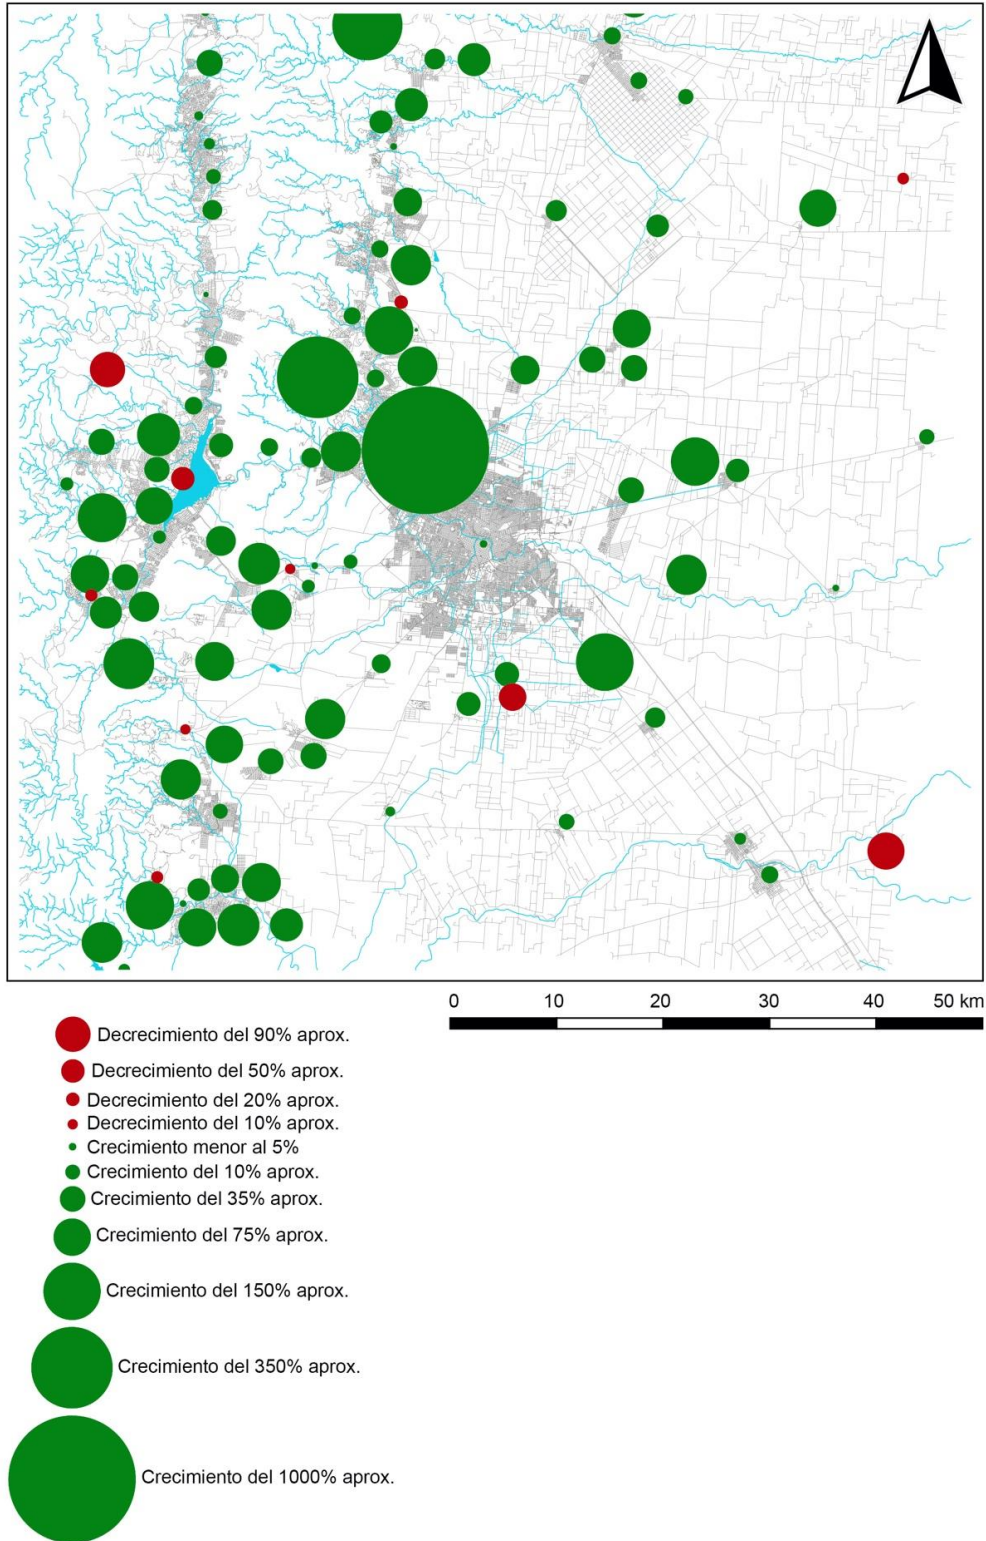 0 10 20 30 40 50 km
Decrecimiento del 90% aprox.
Decrecimiento del 50% aprox.
Decrecimiento del 20% aprox.
Decrecimiento del 10% aprox.
Crecimiento menor al 5%
Crecimiento del 10% aprox.
Crecimiento del 35% aprox.
Crecimiento del 75% aprox.
Crecimiento del 150% aprox.
Crecimiento del 350% aprox.
Crecimiento del 1000% aprox.